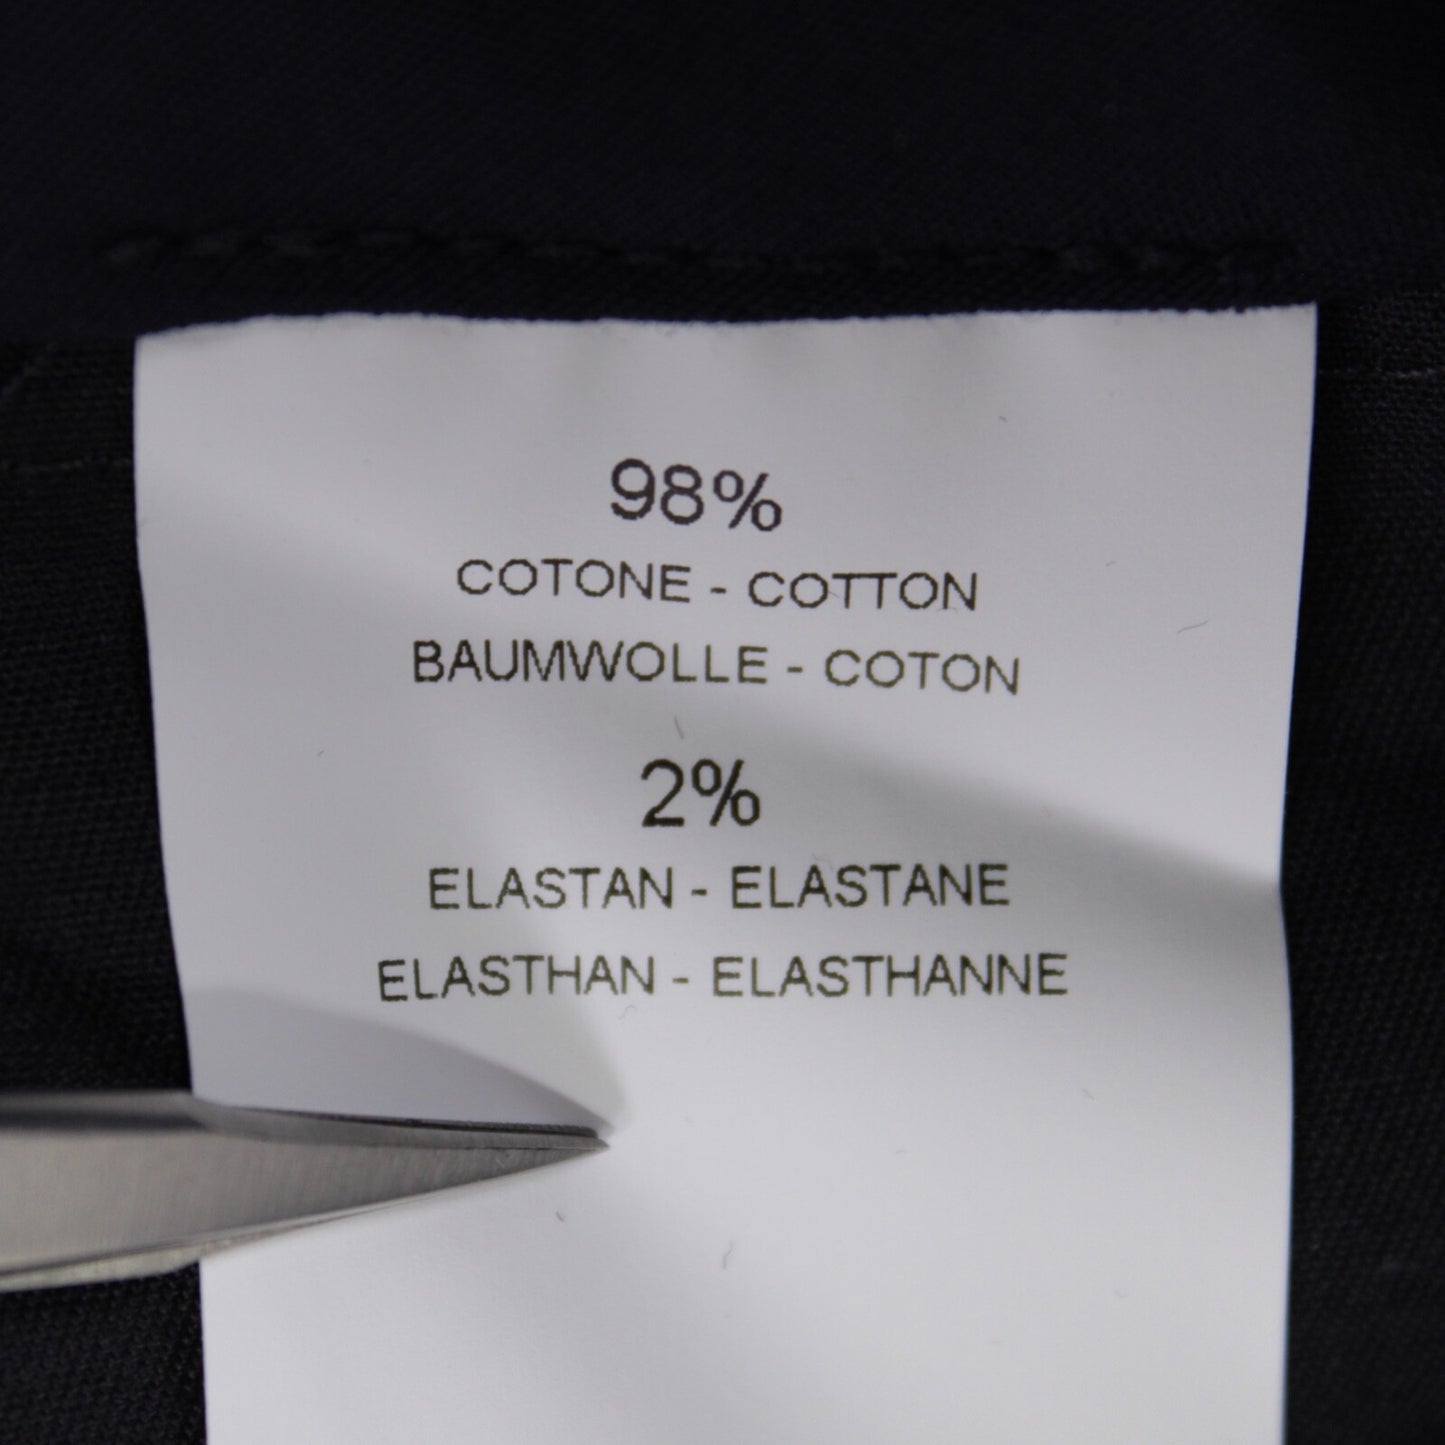 98%
COTONE - COTTON
BAUMWOLLE - COTON
2%
ELASTAN - ELASTANE
ELASTHAN - ELASTHANNE